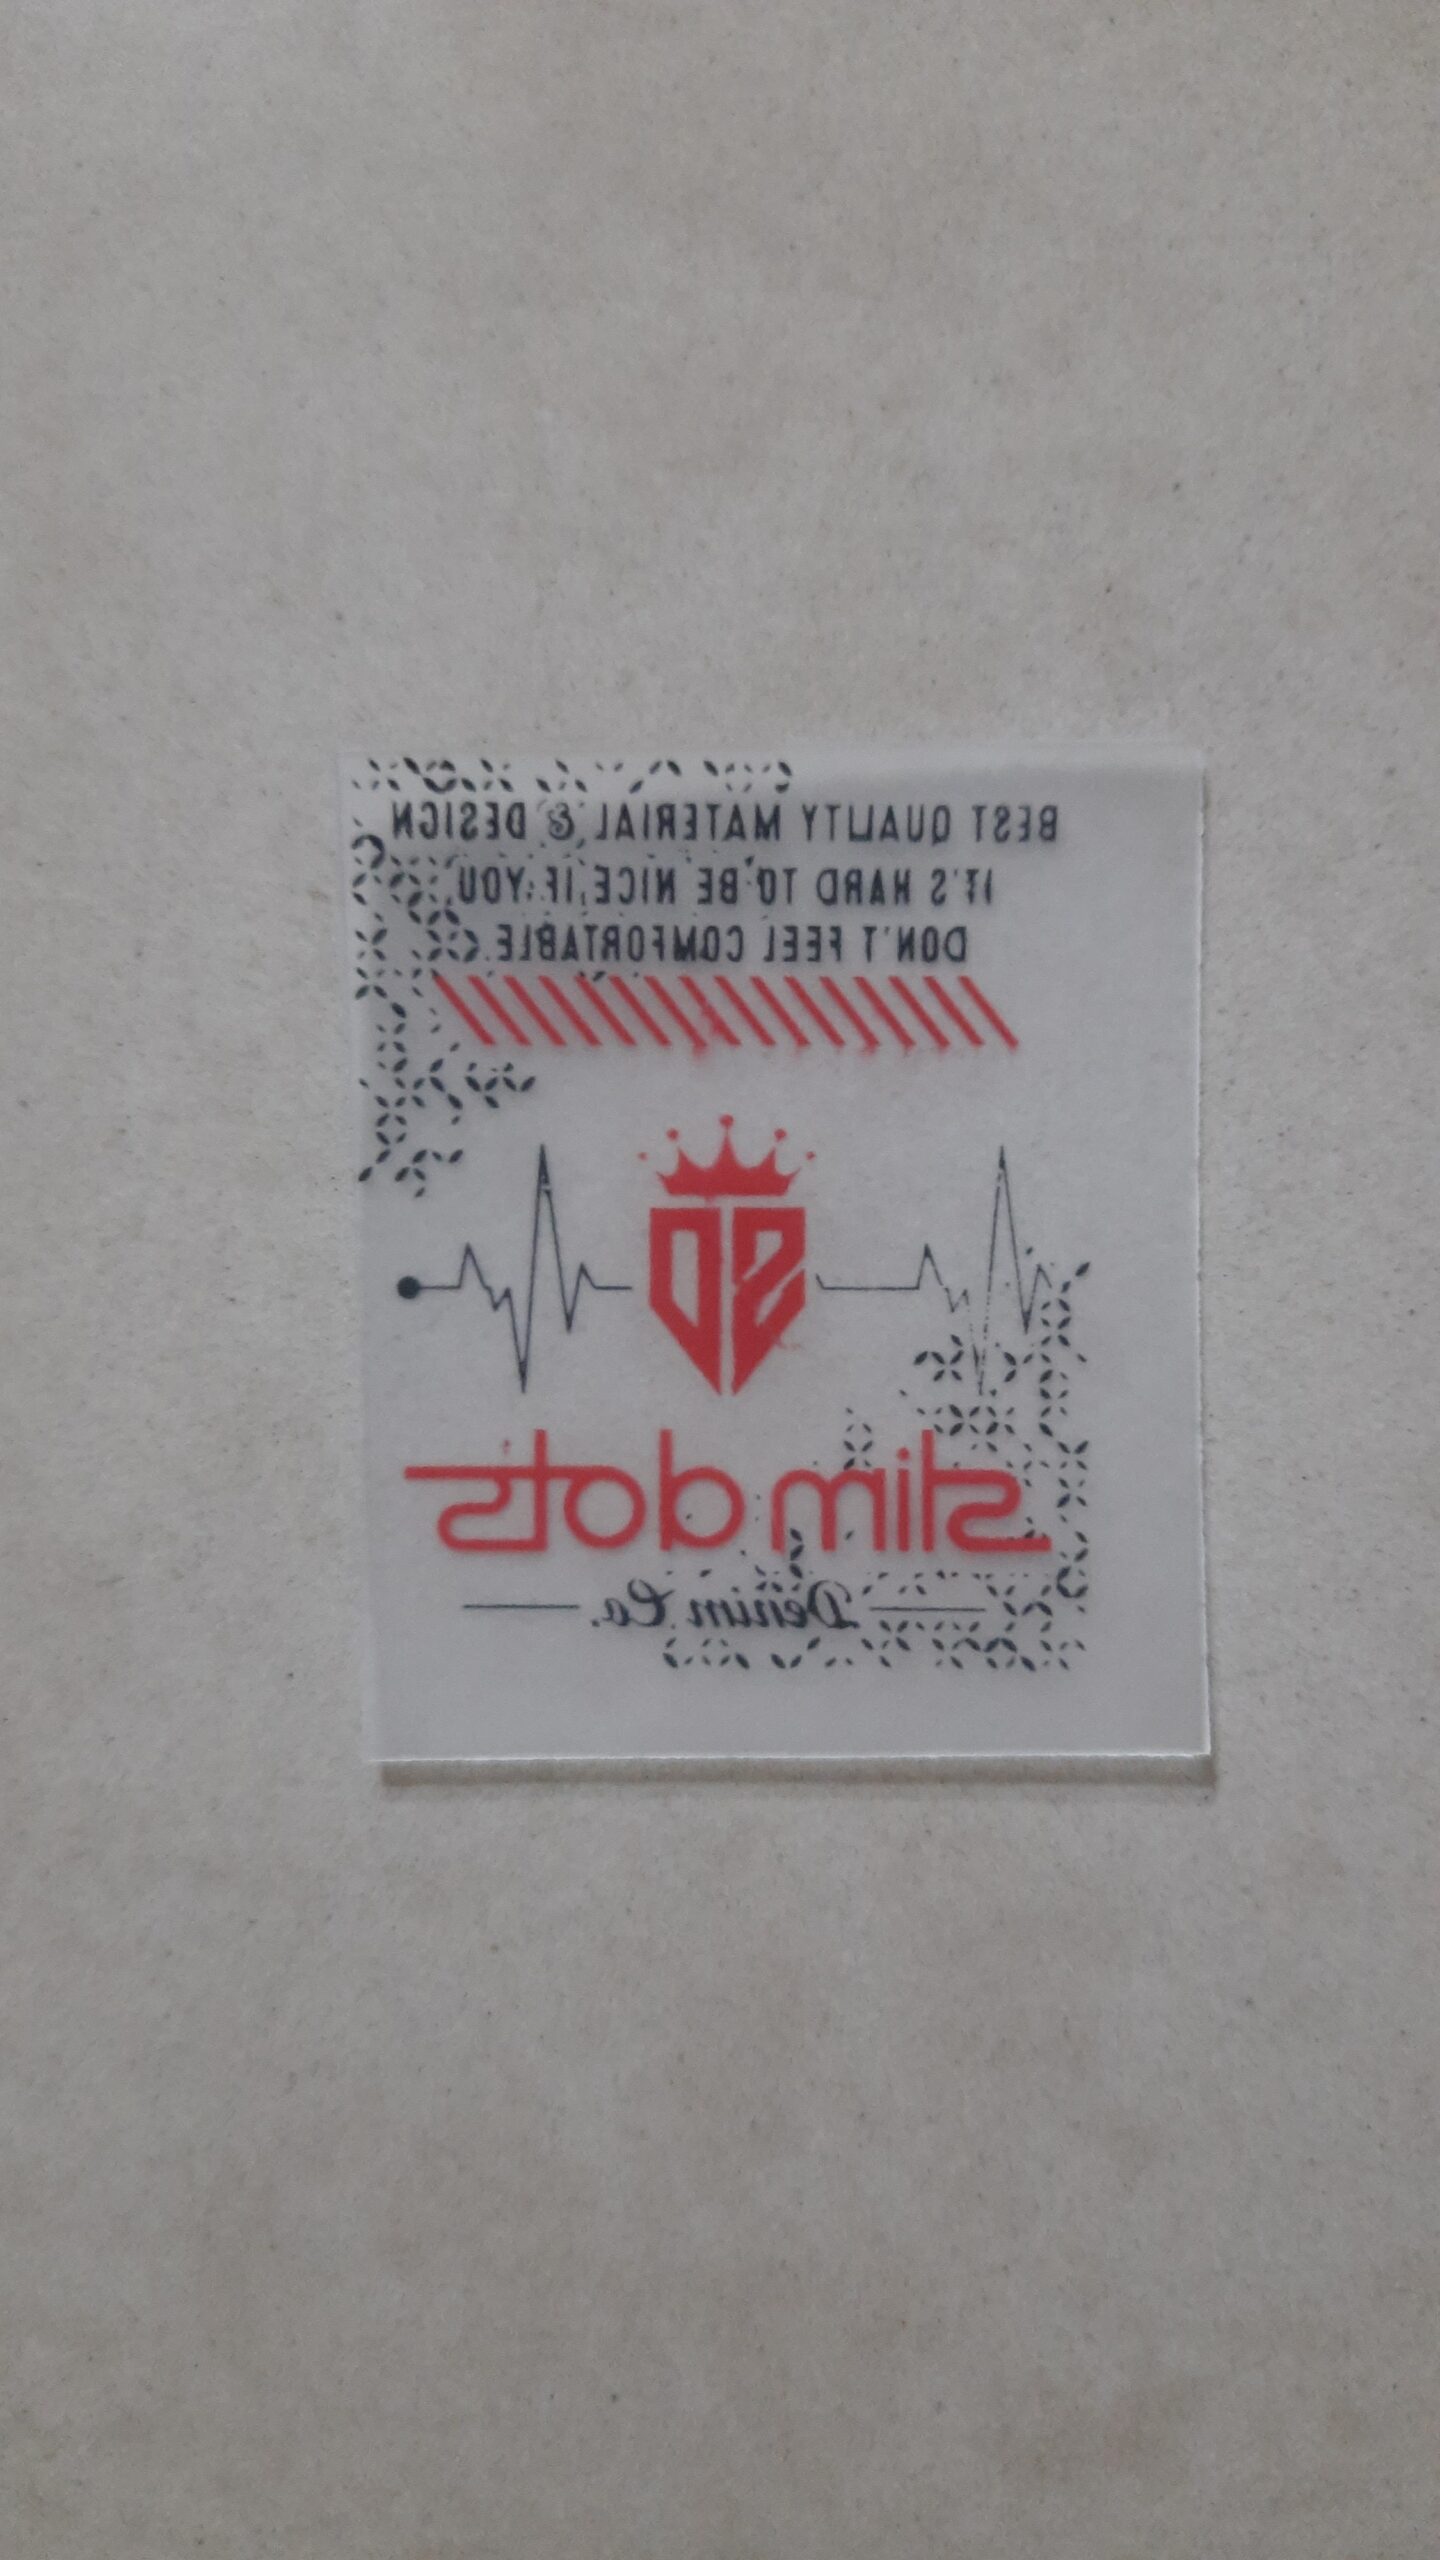 BEST QUALITY MATERIAL & DESIGN
IT'S HARD TO BE NICE IF YOU
DON'T FEEL COMFORTABLE.
SD
slim dots
Denim Co.